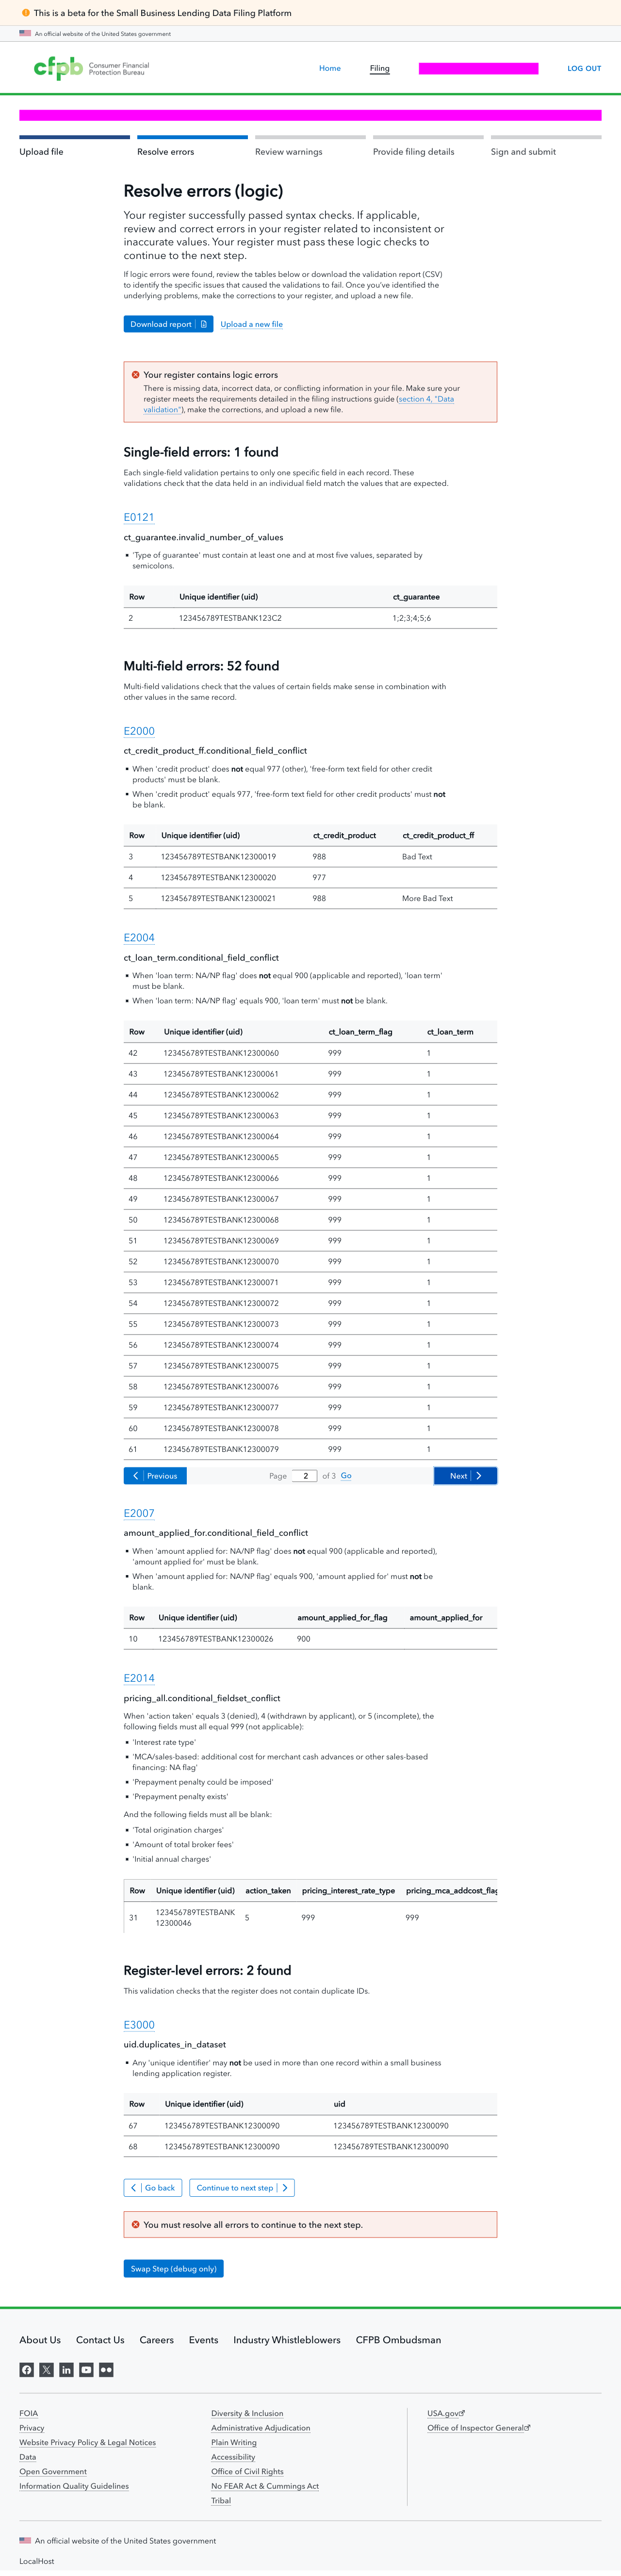 This is a beta for the Small Business Lending Data Filing Platform
An official website of the United States government
cfpb Consumer Financial
Protection Bureau
Home
Filing
LOG OUT
Upload file
Resolve errors
Review warnings
Provide filing details
Sign and submit
Resolve errors (logic)
Your register successfully passed syntax checks. If applicable,
review and correct errors in your register related to inconsistent or
inaccurate values. Your register must pass these logic checks to
continue to the next step.
If logic errors were found, review the tables below or download the validation report (CSV)
to identify the specific issues that caused the validations to fail. Once you've identified the
underlying problems, make the corrections to your register, and upload a new file.
Download report
Upload a new file
Your register contains logic errors
There is missing data, incorrect data, or conflicting information in your file. Make sure your
register meets the requirements detailed in the filing instructions guide (section 4, "Data
validation"), make the corrections, and upload a new file.
Single-field errors: 1 found
Each single-field validation pertains to only one specific field in each record. These
validations check that the data held in an individual field match the values that are expected.
E0121
ct_guarantee.invalid_number_of_values
'Type of guarantee' must contain at least one and at most five values, separated by
semicolons.
Row Unique identifier (uid) ct_guarantee
2 123456789TESTBANK123C2 1;2;3;4;5;6
Multi-field errors: 52 found
Multi-field validations check that the values of certain fields make sense in combination with
other values in the same record.
E2000
ct_credit_product_ff.conditional_field_conflict
When 'credit product' does not equal 977 (other), 'free-form text field for other credit
products' must be blank.
When 'credit product' equals 977, 'free-form text field for other credit products' must not
be blank.
Row Unique identifier (uid) ct_credit_product ct_credit_product_ff
3 123456789TESTBANK12300019 988 Bad Text
4 123456789TESTBANK12300020 977
5 123456789TESTBANK12300021 988 More Bad Text
E2004
ct_loan_term.conditional_field_conflict
When 'loan term: NA/NP flag' does not equal 900 (applicable and reported), 'loan term'
must be blank.
When 'loan term: NA/NP flag' equals 900, 'loan term' must not be blank.
Row Unique identifier (uid) ct_loan_term_flag ct_loan_term
42 123456789TESTBANK12300060 999 1
43 123456789TESTBANK12300061 999 1
44 123456789TESTBANK12300062 999 1
45 123456789TESTBANK12300063 999 1
46 123456789TESTBANK12300064 999 1
47 123456789TESTBANK12300065 999 1
48 123456789TESTBANK12300066 999 1
49 123456789TESTBANK12300067 999 1
50 123456789TESTBANK12300068 999 1
51 123456789TESTBANK12300069 999 1
52 123456789TESTBANK12300070 999 1
53 123456789TESTBANK12300071 999 1
54 123456789TESTBANK12300072 999 1
55 123456789TESTBANK12300073 999 1
56 123456789TESTBANK12300074 999 1
57 123456789TESTBANK12300075 999 1
58 123456789TESTBANK12300076 999 1
59 123456789TESTBANK12300077 999 1
60 123456789TESTBANK12300078 999 1
61 123456789TESTBANK12300079 999 1
Previous Page 2 of 3 Go Next
E2007
amount_applied_for.conditional_field_conflict
When 'amount applied for: NA/NP flag' does not equal 900 (applicable and reported),
'amount applied for' must be blank.
When 'amount applied for: NA/NP flag' equals 900, 'amount applied for' must not be
blank.
Row Unique identifier (uid) amount_applied_for_flag amount_applied_for
10 123456789TESTBANK12300026 900
E2014
pricing_all.conditional_fieldset_conflict
When 'action taken' equals 3 (denied), 4 (withdrawn by applicant), or 5 (incomplete), the
following fields must all equal 999 (not applicable):
'Interest rate type'
'MCA/sales-based: additional cost for merchant cash advances or other sales-based
financing: NA flag'
'Prepayment penalty could be imposed'
'Prepayment penalty exists'
And the following fields must all be blank:
'Total origination charges'
'Amount of total broker fees'
'Initial annual charges'
Row Unique identifier (uid) action_taken pricing_interest_rate_type pricing_mca_addcost_flag
31 123456789TESTBANK 5 999 999
12300046
Register-level errors: 2 found
This validation checks that the register does not contain duplicate IDs.
E3000
uid.duplicates_in_dataset
Any 'unique identifier' may not be used in more than one record within a small business
lending application register.
Row Unique identifier (uid) uid
67 123456789TESTBANK12300090 123456789TESTBANK12300090
68 123456789TESTBANK12300090 123456789TESTBANK12300090
Go back
Continue to next step
You must resolve all errors to continue to the next step.
Swap Step (debug only)
About Us
Contact Us
Careers
Events
Industry Whistleblowers
CFPB Ombudsman
FOIA
Privacy
Website Privacy Policy & Legal Notices
Data
Open Government
Information Quality Guidelines
Diversity & Inclusion
Administrative Adjudication
Plain Writing
Accessibility
Office of Civil Rights
No FEAR Act & Cummings Act
Tribal
USA.gov
Office of Inspector General
An official website of the United States government
LocalHost